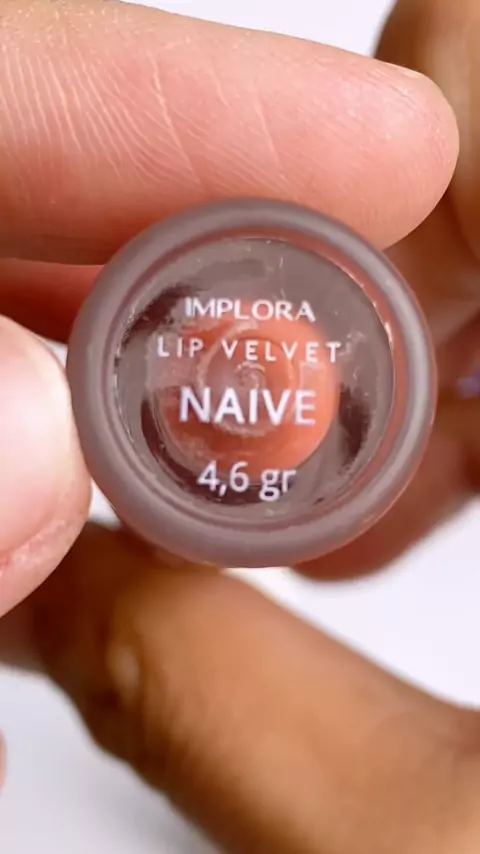 IMPLORA
LIP VELVET
NAIVE
4,6 gr